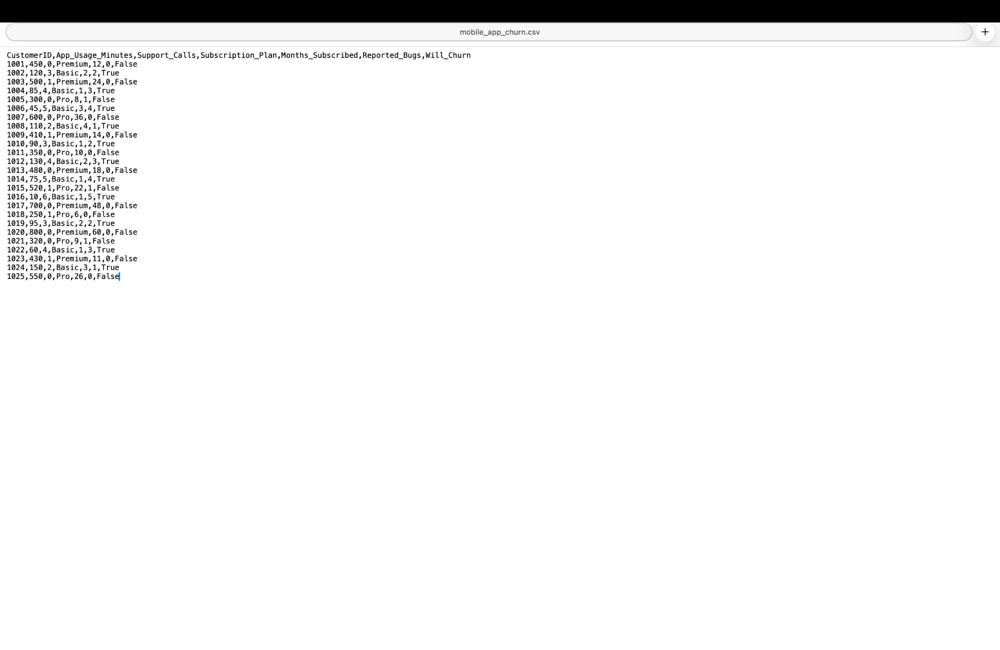 mobile_app_churn.csv
+
CustomerID,App_Usage_Minutes,Support_Calls,Subscription_Plan,Months_Subscribed,Reported_Bugs,Will_Churn
1001,450,0,Premium,12,0,False
1002,120,3,Basic,2,2,True
1003,500,1,Premium,24,0,False
1004,85,4,Basic,1,3,True
1005,300,0,Pro,8,1,False
1006,45,5,Basic,3,4,True
1007,600,0,Pro,36,0,False
1008,110,2,Basic,4,1,True
1009,410,1,Premium,14,0,False
1010,90,3,Basic,1,2,True
1011,350,0,Pro,10,0,False
1012,130,4,Basic,2,3,True
1013,480,0,Premium,18,0,False
1014,75,5,Basic,1,4,True
1015,520,1,Pro,22,1,False
1016,10,6,Basic,1,5,True
1017,700,0,Premium,48,0,False
1018,250,1,Pro,6,0,False
1019,95,3,Basic,2,2,True
1020,800,0,Premium,60,0,False
1021,320,0,Pro,9,1,False
1022,60,4,Basic,1,3,True
1023,430,1,Premium,11,0,False
1024,150,2,Basic,3,1,True
1025,550,0,Pro,26,0,False